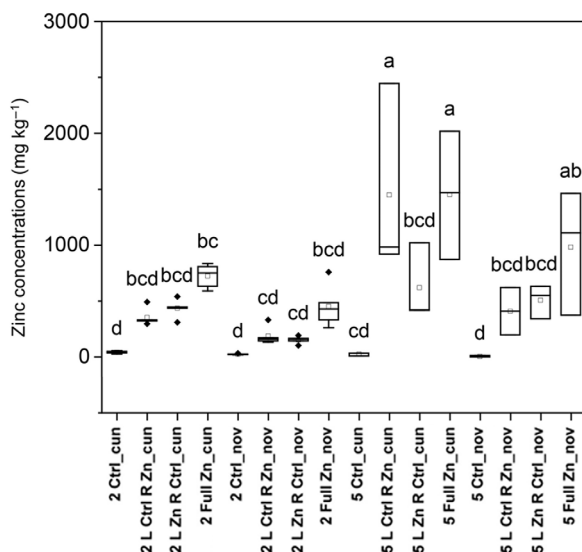 Zinc concentrations (mg kg⁻¹)
3000
2000
1000
0
d
bcd
bcd
bc
d
cd
cd
bcd
cd
a
bcd
a
d
bcd
bcd
ab
2 Ctrl_cun
2 L Ctrl R Zn_cun
2 L Zn R Ctrl_cun
2 Full Zn_cun
2 Ctrl_nov
2 L Ctrl R Zn_nov
2 L Zn R Ctrl_nov
2 Full Zn_nov
5 Ctrl_cun
5 L Ctrl R Zn_cun
5 L Zn R Ctrl_cun
5 Full Zn_cun
5 Ctrl_nov
5 L Ctrl R Zn_nov
5 L Zn R Ctrl_nov
5 Full Zn_nov